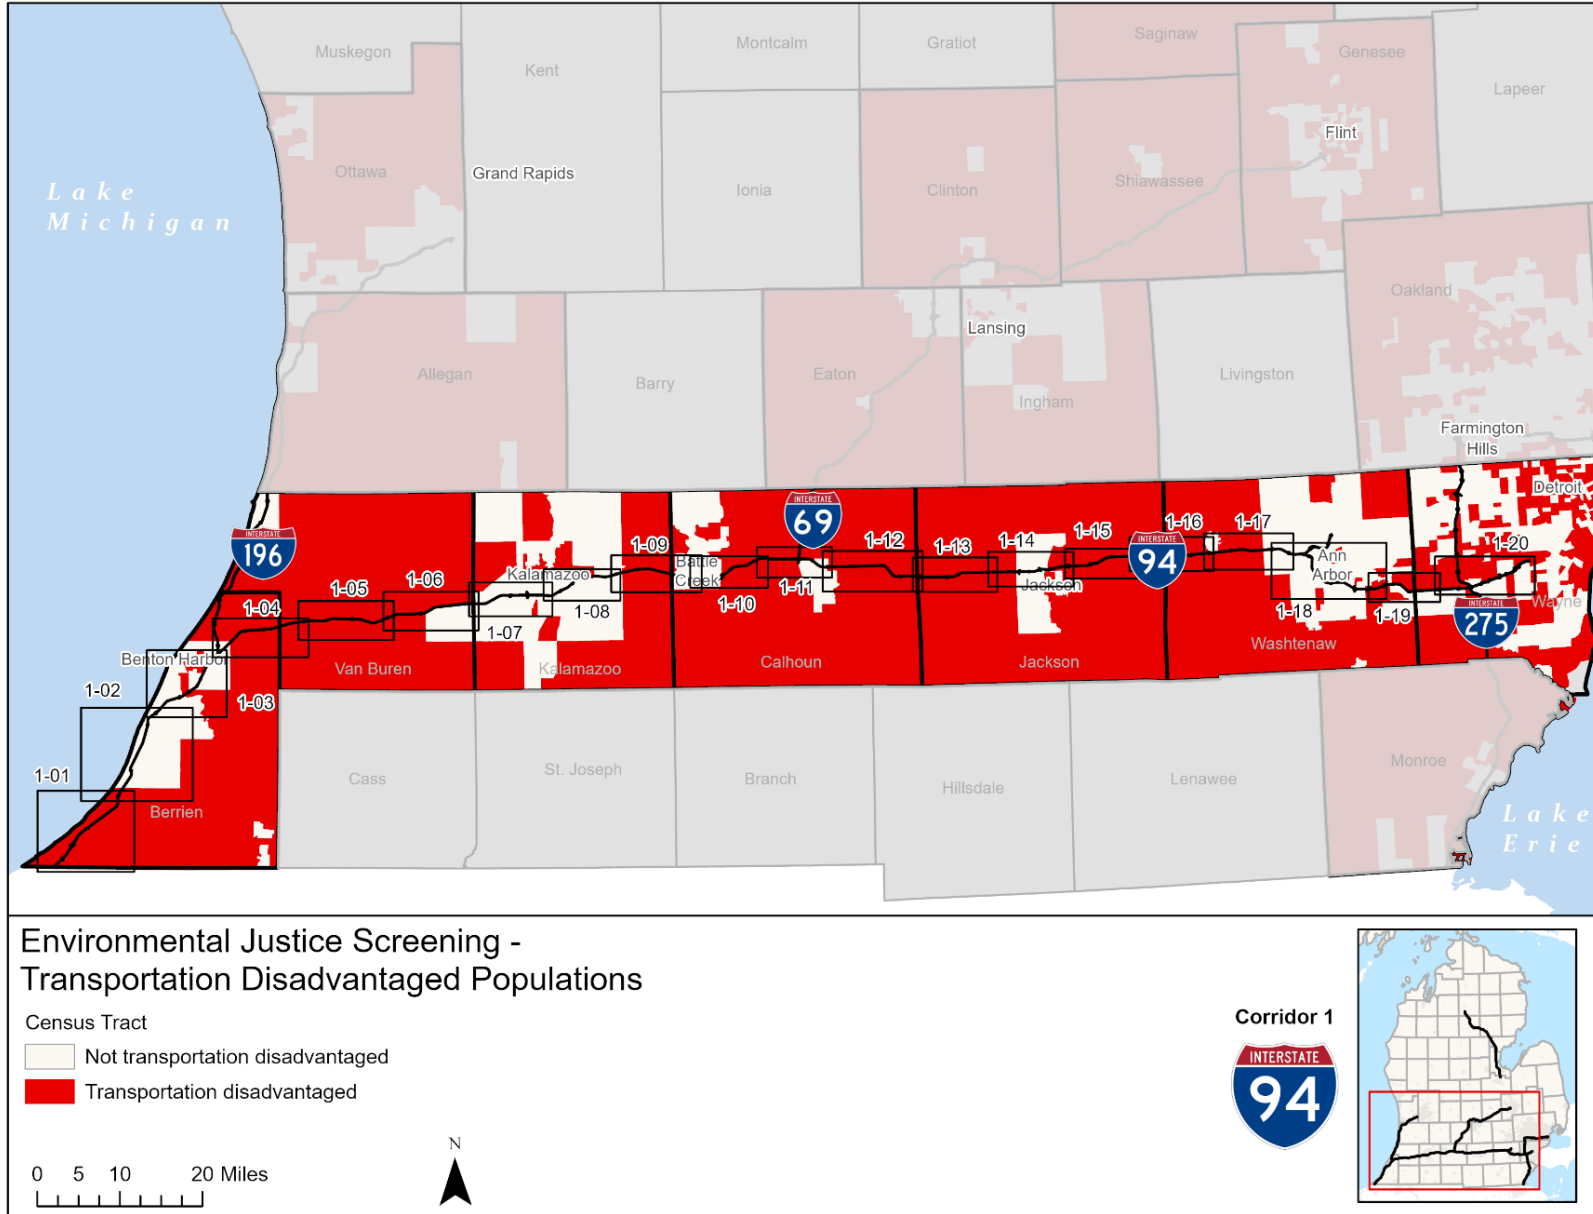 Muskegon
Kent
Montcalm
Gratiot
Saginaw
Genesee
Lapeer
Flint
Ottawa
Grand Rapids
Ionia
Clinton
Shiawassee
Lake
Michigan
Oakland
Lansing
Allegan
Barry
Eaton
Ingham
Livingston
Farmington
Hills
Detroit
INTERSTATE
196
INTERSTATE
69
INTERSTATE
94
1-09
1-12
1-13
1-14
1-15
1-16
1-17
1-20
Kalamazoo
Battle
Creek
Jackson
Ann
Arbor
1-04
1-05
1-06
1-07
1-08
1-10
1-11
1-18
1-19
INTERSTATE
275
Wayne
Benton Harbor
Van Buren
Kalamazoo
Calhoun
Jackson
Washtenaw
1-02
1-03
1-01
Berrien
Cass
St. Joseph
Branch
Hillsdale
Lenawee
Monroe
Lake
Erie
Environmental Justice Screening -
Transportation Disadvantaged Populations
Census Tract
Not transportation disadvantaged
Transportation disadvantaged
0 5 10 20 Miles
N
Corridor 1
INTERSTATE
94